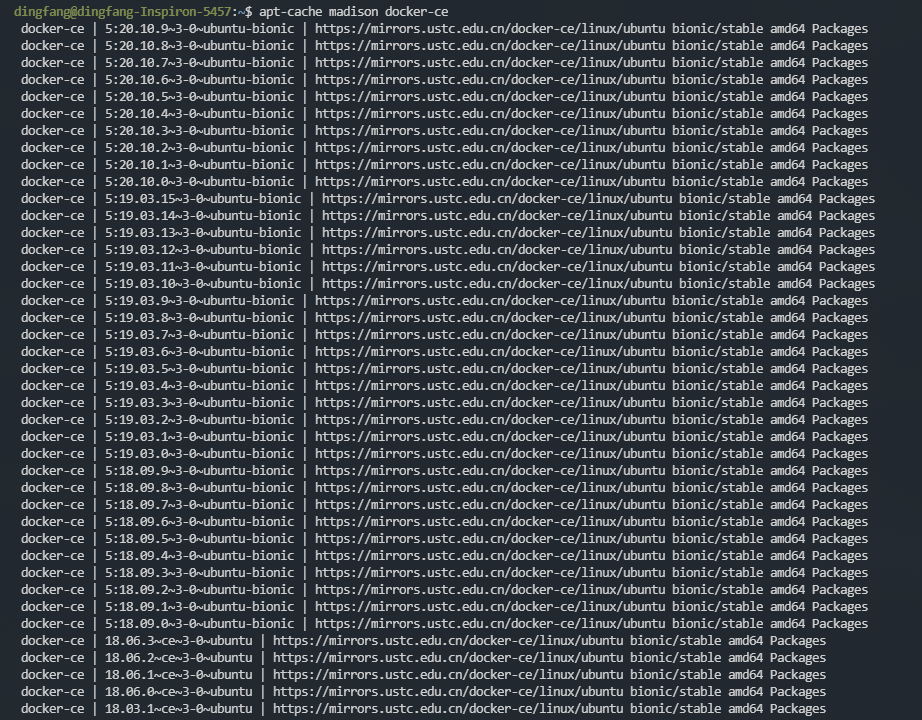 dingfang@dingfang-Inspiron-5457:~$ apt-cache madison docker-ce
docker-ce | 5:20.10.9~3-0~ubuntu-bionic | https://mirrors.ustc.edu.cn/docker-ce/linux/ubuntu bionic/stable amd64 Packages
docker-ce | 5:20.10.8~3-0~ubuntu-bionic | https://mirrors.ustc.edu.cn/docker-ce/linux/ubuntu bionic/stable amd64 Packages
docker-ce | 5:20.10.7~3-0~ubuntu-bionic | https://mirrors.ustc.edu.cn/docker-ce/linux/ubuntu bionic/stable amd64 Packages
docker-ce | 5:20.10.6~3-0~ubuntu-bionic | https://mirrors.ustc.edu.cn/docker-ce/linux/ubuntu bionic/stable amd64 Packages
docker-ce | 5:20.10.5~3-0~ubuntu-bionic | https://mirrors.ustc.edu.cn/docker-ce/linux/ubuntu bionic/stable amd64 Packages
docker-ce | 5:20.10.4~3-0~ubuntu-bionic | https://mirrors.ustc.edu.cn/docker-ce/linux/ubuntu bionic/stable amd64 Packages
docker-ce | 5:20.10.3~3-0~ubuntu-bionic | https://mirrors.ustc.edu.cn/docker-ce/linux/ubuntu bionic/stable amd64 Packages
docker-ce | 5:20.10.2~3-0~ubuntu-bionic | https://mirrors.ustc.edu.cn/docker-ce/linux/ubuntu bionic/stable amd64 Packages
docker-ce | 5:20.10.1~3-0~ubuntu-bionic | https://mirrors.ustc.edu.cn/docker-ce/linux/ubuntu bionic/stable amd64 Packages
docker-ce | 5:20.10.0~3-0~ubuntu-bionic | https://mirrors.ustc.edu.cn/docker-ce/linux/ubuntu bionic/stable amd64 Packages
docker-ce | 5:19.03.15~3-0~ubuntu-bionic | https://mirrors.ustc.edu.cn/docker-ce/linux/ubuntu bionic/stable amd64 Packages
docker-ce | 5:19.03.14~3-0~ubuntu-bionic | https://mirrors.ustc.edu.cn/docker-ce/linux/ubuntu bionic/stable amd64 Packages
docker-ce | 5:19.03.13~3-0~ubuntu-bionic | https://mirrors.ustc.edu.cn/docker-ce/linux/ubuntu bionic/stable amd64 Packages
docker-ce | 5:19.03.12~3-0~ubuntu-bionic | https://mirrors.ustc.edu.cn/docker-ce/linux/ubuntu bionic/stable amd64 Packages
docker-ce | 5:19.03.11~3-0~ubuntu-bionic | https://mirrors.ustc.edu.cn/docker-ce/linux/ubuntu bionic/stable amd64 Packages
docker-ce | 5:19.03.10~3-0~ubuntu-bionic | https://mirrors.ustc.edu.cn/docker-ce/linux/ubuntu bionic/stable amd64 Packages
docker-ce | 5:19.03.9~3-0~ubuntu-bionic | https://mirrors.ustc.edu.cn/docker-ce/linux/ubuntu bionic/stable amd64 Packages
docker-ce | 5:19.03.8~3-0~ubuntu-bionic | https://mirrors.ustc.edu.cn/docker-ce/linux/ubuntu bionic/stable amd64 Packages
docker-ce | 5:19.03.7~3-0~ubuntu-bionic | https://mirrors.ustc.edu.cn/docker-ce/linux/ubuntu bionic/stable amd64 Packages
docker-ce | 5:19.03.6~3-0~ubuntu-bionic | https://mirrors.ustc.edu.cn/docker-ce/linux/ubuntu bionic/stable amd64 Packages
docker-ce | 5:19.03.5~3-0~ubuntu-bionic | https://mirrors.ustc.edu.cn/docker-ce/linux/ubuntu bionic/stable amd64 Packages
docker-ce | 5:19.03.4~3-0~ubuntu-bionic | https://mirrors.ustc.edu.cn/docker-ce/linux/ubuntu bionic/stable amd64 Packages
docker-ce | 5:19.03.3~3-0~ubuntu-bionic | https://mirrors.ustc.edu.cn/docker-ce/linux/ubuntu bionic/stable amd64 Packages
docker-ce | 5:19.03.2~3-0~ubuntu-bionic | https://mirrors.ustc.edu.cn/docker-ce/linux/ubuntu bionic/stable amd64 Packages
docker-ce | 5:19.03.1~3-0~ubuntu-bionic | https://mirrors.ustc.edu.cn/docker-ce/linux/ubuntu bionic/stable amd64 Packages
docker-ce | 5:19.03.0~3-0~ubuntu-bionic | https://mirrors.ustc.edu.cn/docker-ce/linux/ubuntu bionic/stable amd64 Packages
docker-ce | 5:18.09.9~3-0~ubuntu-bionic | https://mirrors.ustc.edu.cn/docker-ce/linux/ubuntu bionic/stable amd64 Packages
docker-ce | 5:18.09.8~3-0~ubuntu-bionic | https://mirrors.ustc.edu.cn/docker-ce/linux/ubuntu bionic/stable amd64 Packages
docker-ce | 5:18.09.7~3-0~ubuntu-bionic | https://mirrors.ustc.edu.cn/docker-ce/linux/ubuntu bionic/stable amd64 Packages
docker-ce | 5:18.09.6~3-0~ubuntu-bionic | https://mirrors.ustc.edu.cn/docker-ce/linux/ubuntu bionic/stable amd64 Packages
docker-ce | 5:18.09.5~3-0~ubuntu-bionic | https://mirrors.ustc.edu.cn/docker-ce/linux/ubuntu bionic/stable amd64 Packages
docker-ce | 5:18.09.4~3-0~ubuntu-bionic | https://mirrors.ustc.edu.cn/docker-ce/linux/ubuntu bionic/stable amd64 Packages
docker-ce | 5:18.09.3~3-0~ubuntu-bionic | https://mirrors.ustc.edu.cn/docker-ce/linux/ubuntu bionic/stable amd64 Packages
docker-ce | 5:18.09.2~3-0~ubuntu-bionic | https://mirrors.ustc.edu.cn/docker-ce/linux/ubuntu bionic/stable amd64 Packages
docker-ce | 5:18.09.1~3-0~ubuntu-bionic | https://mirrors.ustc.edu.cn/docker-ce/linux/ubuntu bionic/stable amd64 Packages
docker-ce | 5:18.09.0~3-0~ubuntu-bionic | https://mirrors.ustc.edu.cn/docker-ce/linux/ubuntu bionic/stable amd64 Packages
docker-ce | 18.06.3~ce~3-0~ubuntu | https://mirrors.ustc.edu.cn/docker-ce/linux/ubuntu bionic/stable amd64 Packages
docker-ce | 18.06.2~ce~3-0~ubuntu | https://mirrors.ustc.edu.cn/docker-ce/linux/ubuntu bionic/stable amd64 Packages
docker-ce | 18.06.1~ce~3-0~ubuntu | https://mirrors.ustc.edu.cn/docker-ce/linux/ubuntu bionic/stable amd64 Packages
docker-ce | 18.06.0~ce~3-0~ubuntu | https://mirrors.ustc.edu.cn/docker-ce/linux/ubuntu bionic/stable amd64 Packages
docker-ce | 18.03.1~ce~3-0~ubuntu | https://mirrors.ustc.edu.cn/docker-ce/linux/ubuntu bionic/stable amd64 Packages